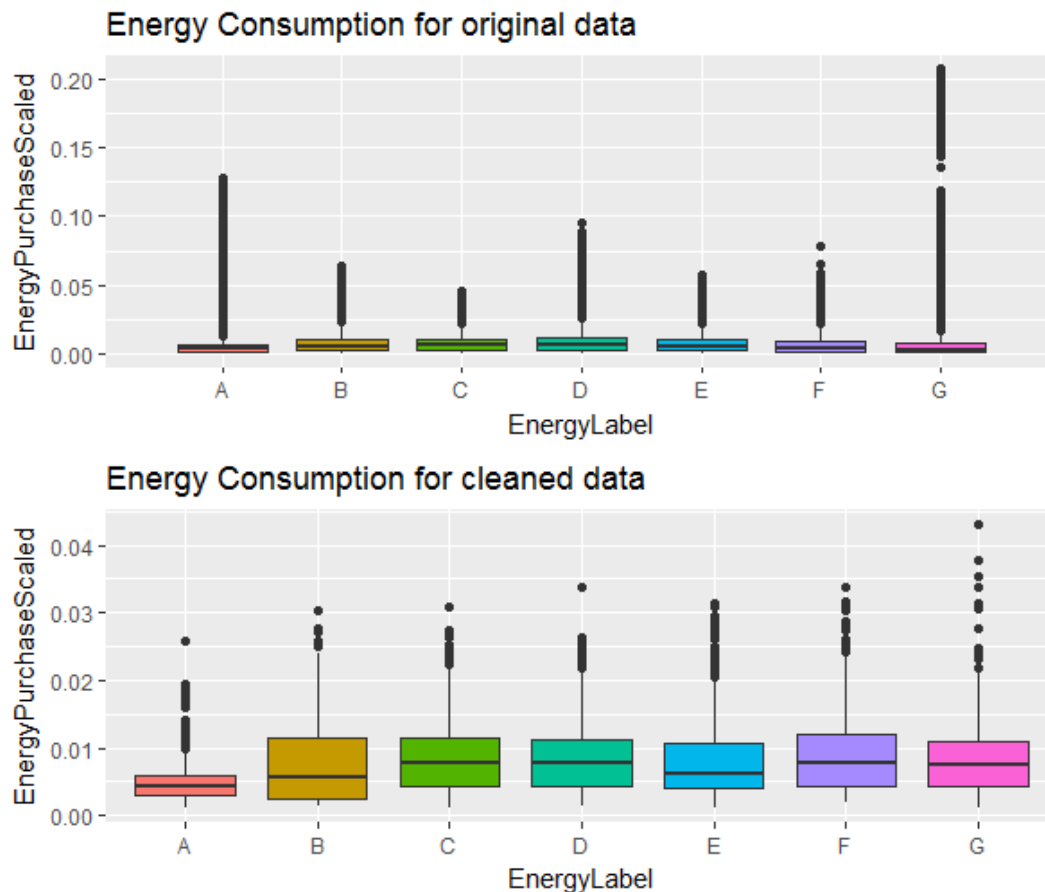 Energy Consumption for original data
EnergyPurchaseScaled
0.20
0.15
0.10
0.05
0.00
A B C D E F G
EnergyLabel
Energy Consumption for cleaned data
EnergyPurchaseScaled
0.04
0.03
0.02
0.01
0.00
A B C D E F G
EnergyLabel